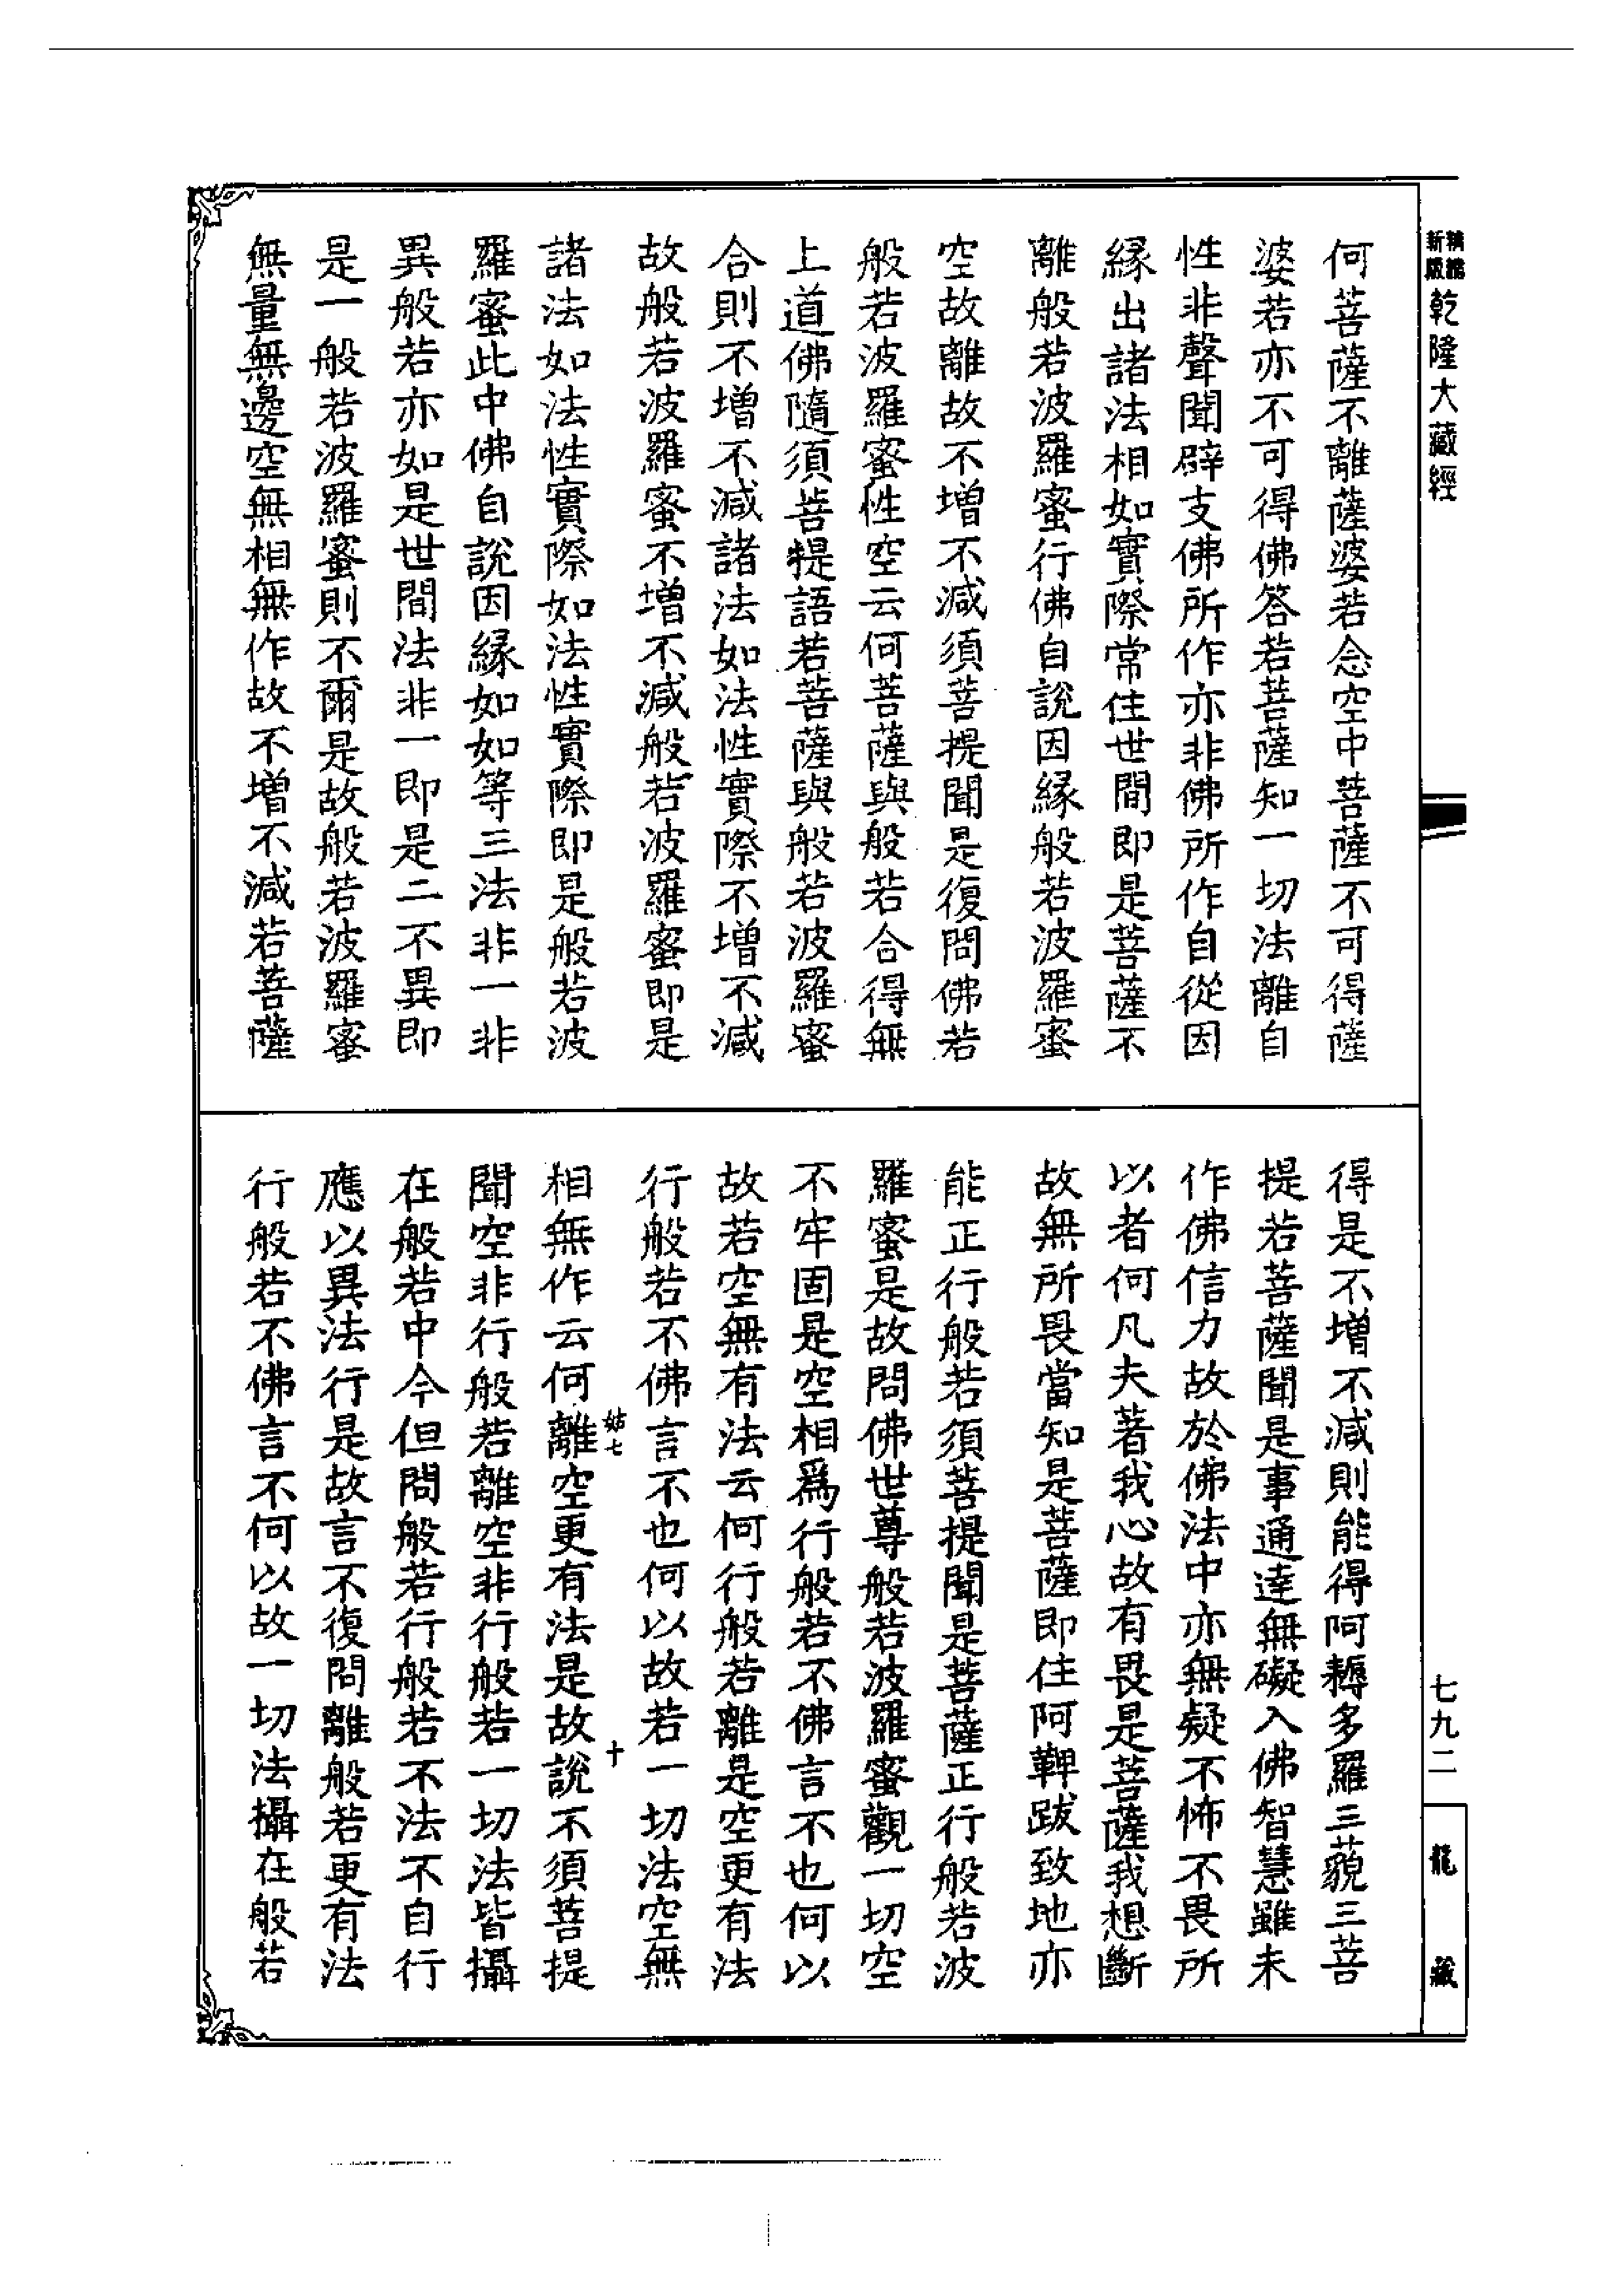 乾隆大藏經
何菩薩不離薩婆若念空中菩薩不可得薩
婆若亦不可得佛答若菩薩知一切法離自
性非聲聞辟支佛所作亦非佛所作自從因
緣出諸法相如實際常住世間即是菩薩不
離般若波羅蜜行佛自說因緣般若波羅蜜
空故離故不增不減須菩提聞是復問佛若
般若波羅蜜性空云何菩薩與般若合得無
上道佛隨須菩提語若菩薩與般若波羅蜜
合則不增不減諸法如法性實際不增不減
故般若波羅蜜不增不減般若波羅蜜即是
諸法如法性實際如法性實際即是般若波
羅蜜此中佛自說因緣如如等三法非一非
異般若亦如是世間法非一即是二不異即
是一般若波羅蜜則不爾是故般若波羅蜜
無量無邊空無相無作故不增不減若菩薩
得是不增不減則能得阿耨多羅三藐三菩
提若菩薩聞是事通達無礙入佛智慧雖未
作佛信力故於佛法中亦無疑不怖不畏所
以者何凡夫著我心故有畏是菩薩我想斷
故無所畏當知是菩薩即住阿鞞跋致地亦
能正行般若須菩提聞是菩薩正行般若波
羅蜜是故問佛世尊般若波羅蜜觀一切空
不牢固是空相為行般若不佛言不也何以
故若空無有法云何行般若離是空更有法
行般若不佛言不也何以故若一切法空無
相無作云何離空更有法是故說不須菩提
聞空非行般若離空非行般若一切法皆攝
在般若中今但問般若行般若不法不自行
應以異法行是故言不復問離般若更有法
行般若不佛言不何以故一切法攝在般若
姑七
十
七九二
龍藏